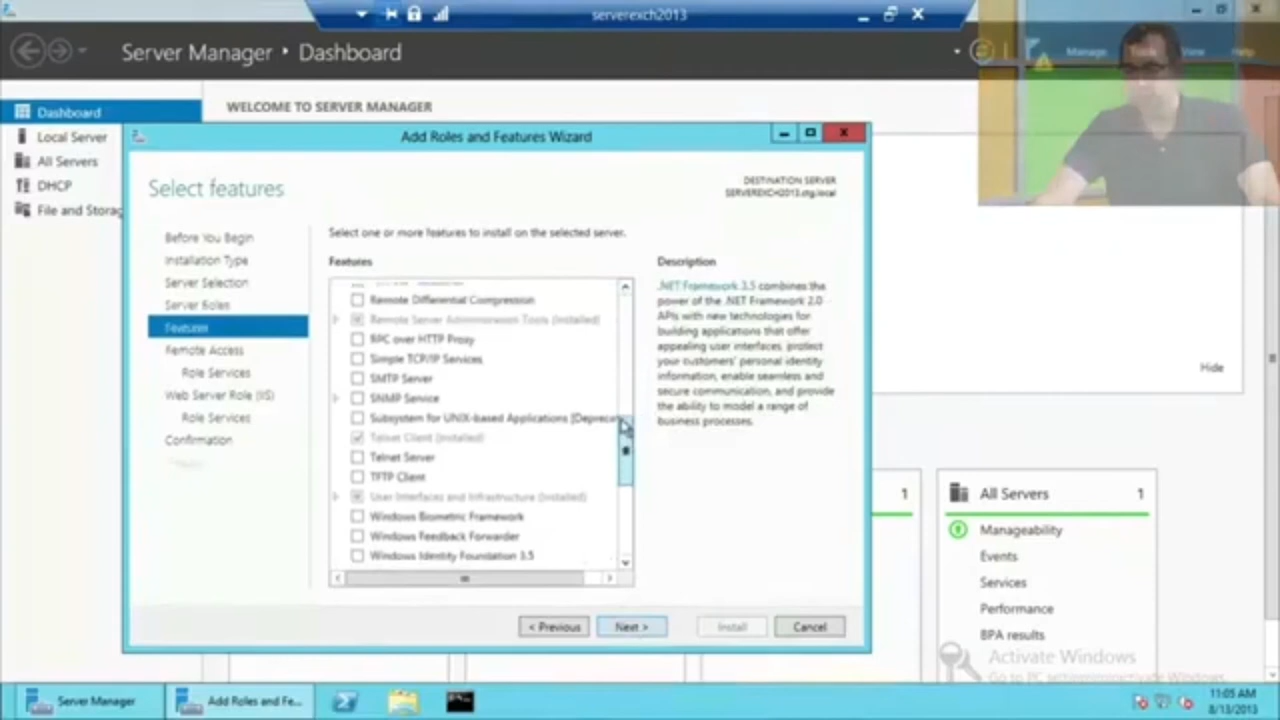 serverexch2013
Server Manager • Dashboard
Manage
View
Help
Dashboard
Local Server
All Servers
DHCP
File and Storag
WELCOME TO SERVER MANAGER
Add Roles and Features Wizard
Select features
DESTINATION SERVER
SERVEREXCH2013.ctg.local
Before You Begin
Installation Type
Server Selection
Server Roles
Features
Remote Access
Role Services
Web Server Role (IIS)
Role Services
Confirmation
Select one or more features to install on the selected server.
Features
Remote Differential Compression
Remote Server Administration Tools (Installed)
RPC over HTTP Proxy
Simple TCP/IP Services
SMTP Server
SNMP Service
Subsystem for UNIX-based Applications [Deprecat
Telnet Client (Installed)
Telnet Server
TFTP Client
User Interfaces and Infrastructure (Installed)
Windows Biometric Framework
Windows Feedback Forwarder
Windows Identity Foundation 3.5
Description
.NET Framework 3.5 combines the
power of the .NET Framework 2.0
APIs with new technologies for
building applications that offer
appealing user interfaces, protect
your customers' personal identity
information, enable seamless and
secure communication, and provide
the ability to model a range of
business processes.
< Previous
Next >
Install
Cancel
Hide
1
All Servers 1
Manageability
Events
Services
Performance
BPA results
Activate Windows
Server Manager
Add Roles and Fe...
11:05 AM
8/13/2013